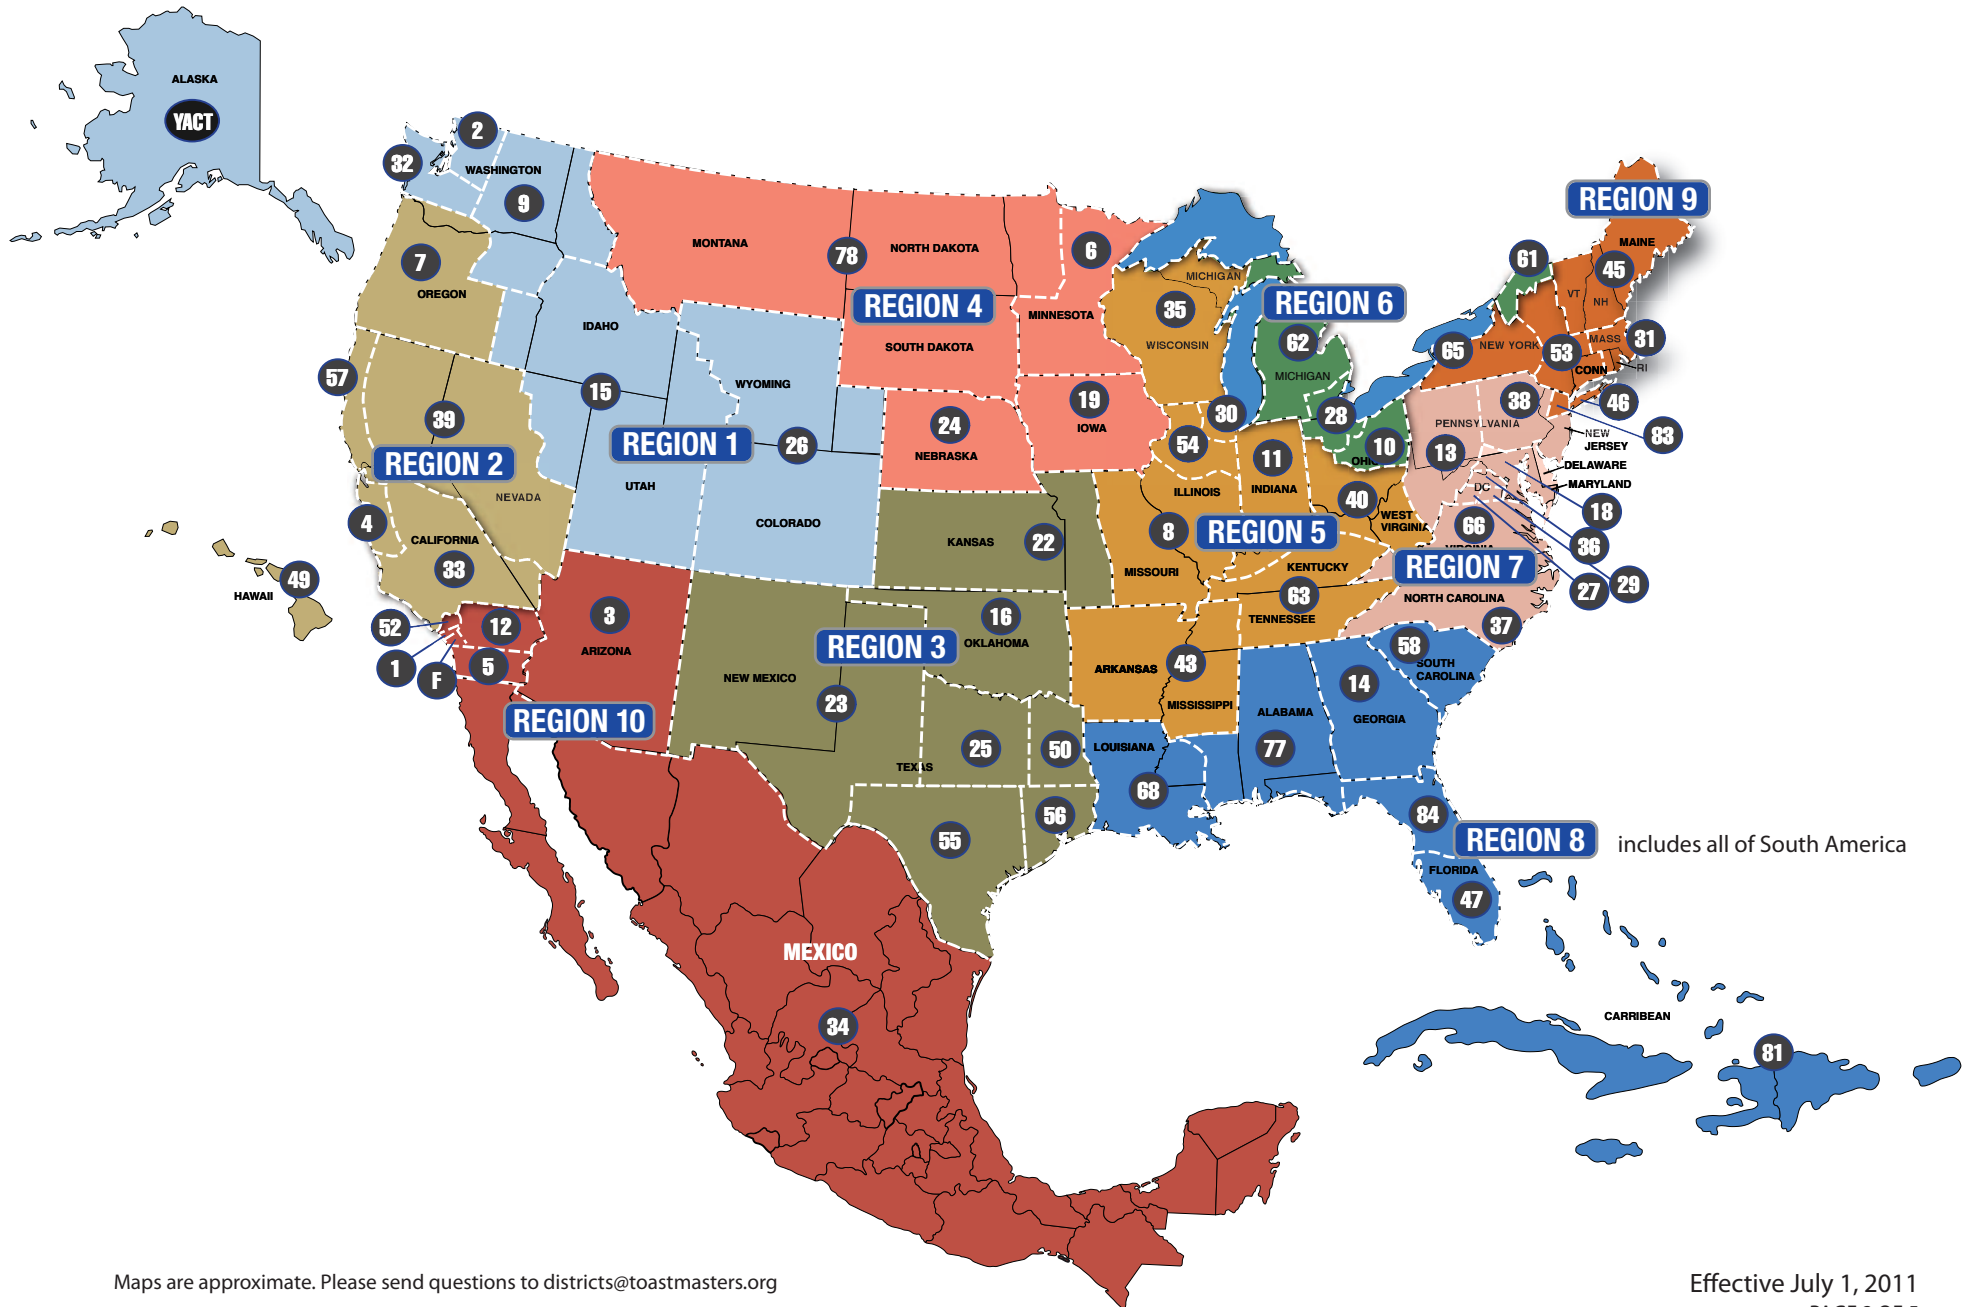 ALASKA
YACT
2
32
WASHINGTON
9
7
OREGON
MONTANA
78
NORTH DAKOTA
6
REGION 4
MINNESOTA
SOUTH DAKOTA
IDAHO
WYOMING
15
57
39
REGION 2
NEVADA
REGION 1
26
UTAH
COLORADO
24
NEBRASKA
19
IOWA
4
CALIFORNIA
33
HAWAII
49
52
12
1
F
5
3
ARIZONA
REGION 10
KANSAS
22
16
OKLAHOMA
REGION 3
NEW MEXICO
23
25
50
TEXAS
56
55
MICHIGAN
35
WISCONSIN
REGION 6
62
MICHIGAN
30
28
54
10
OHIO
11
ILLINOIS
INDIANA
40
WEST
VIRGINIA
8
REGION 5
MISSOURI
KENTUCKY
63
TENNESSEE
ARKANSAS
43
MISSISSIPPI
REGION 9
MAINE
61
45
VT
NH
65
NEW YORK
53
MASS
31
CONN
RI
38
46
PENNSYLVANIA
83
NEW
JERSEY
13
DELAWARE
MARYLAND
DC
18
66
VIRGINIA
36
REGION 7
27
29
NORTH CAROLINA
37
58
SOUTH
CAROLINA
14
GEORGIA
ALABAMA
77
LOUISIANA
68
84
REGION 8
includes all of South America
FLORIDA
47
CARRIBEAN
81
MEXICO
34
Maps are approximate. Please send questions to districts@toastmasters.org
Effective July 1, 2011